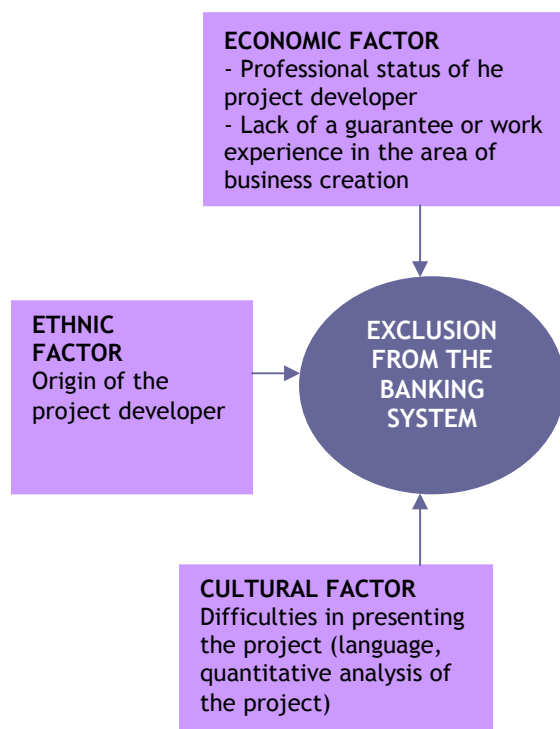 ECONOMIC FACTOR
- Professional status of he
project developer
- Lack of a guarantee or work
experience in the area of
business creation
ETHNIC
FACTOR
Origin of the
project developer
EXCLUSION
FROM THE
BANKING
SYSTEM
CULTURAL FACTOR
Difficulties in presenting
the project (language,
quantitative analysis of
the project)